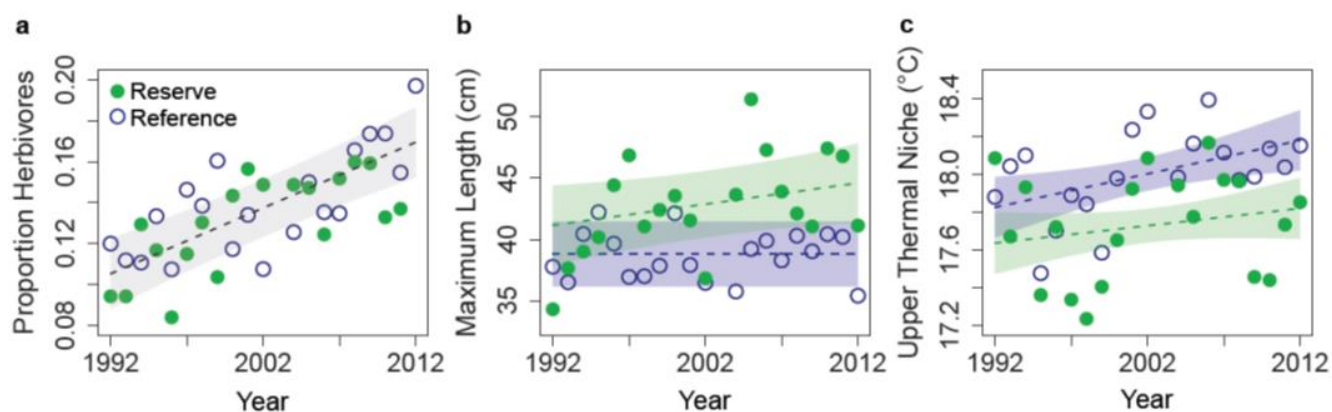 a
Proportion Herbivores
0.20
0.16
0.12
0.08
Reserve
Reference
1992
2002
2012
Year
b
Maximum Length (cm)
50
45
40
35
1992
2002
2012
Year
c
Upper Thermal Niche (°C)
18.4
18.0
17.6
17.2
1992
2002
2012
Year